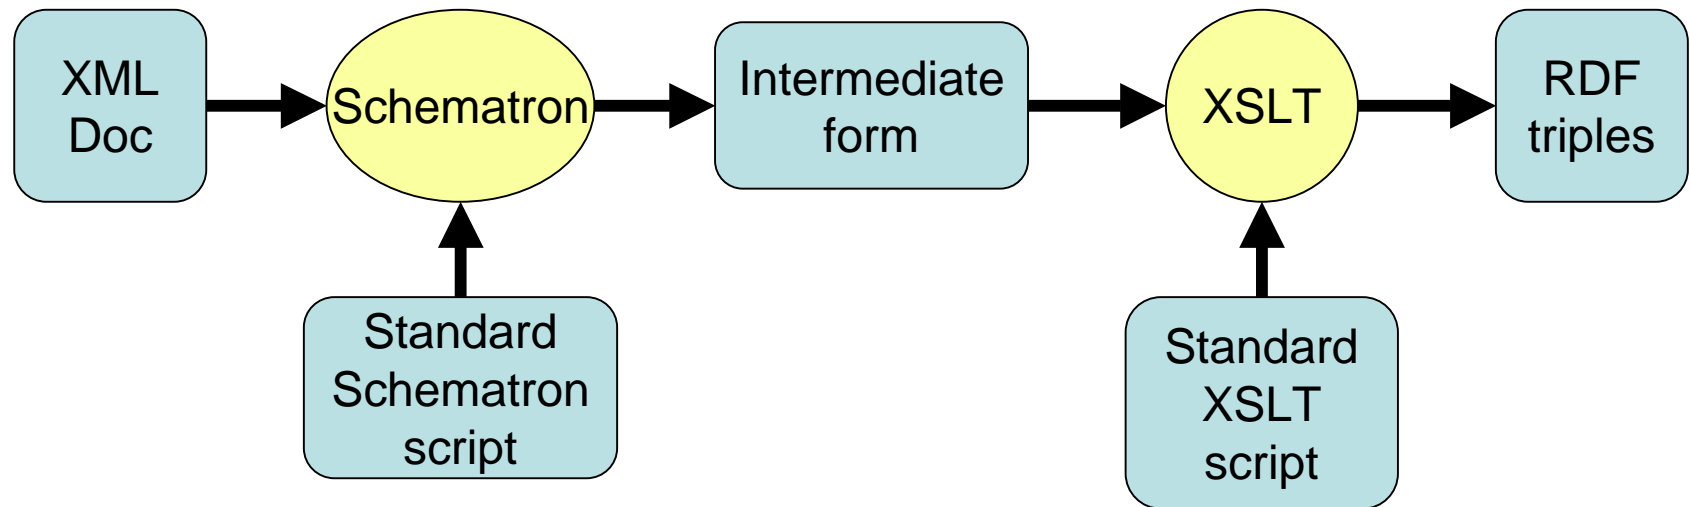 XML
Doc
Schematron
Intermediate
form
XSLT
RDF
triples
Standard
Schematron
script
Standard
XSLT
script